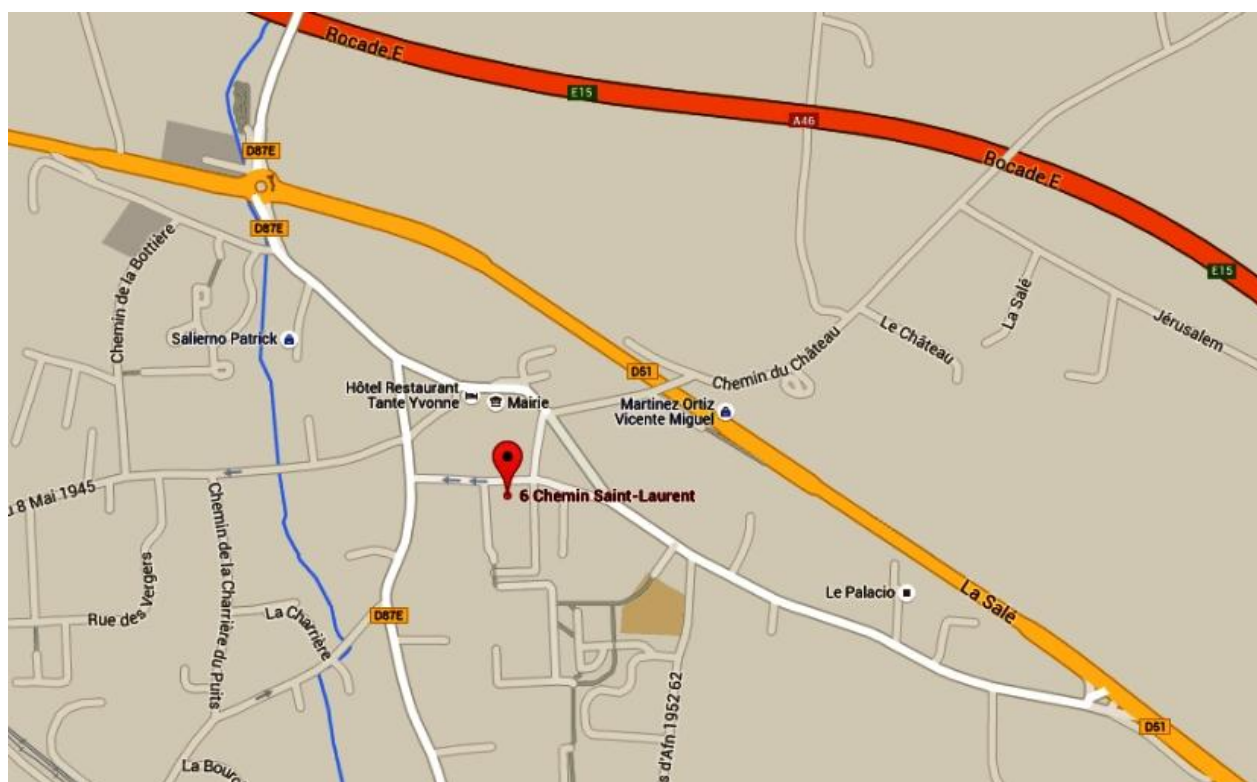 Rocade E
E15
A46
Rocade E
D87E
E15
D87E
Chemin de la Bottière
La Salé
Jérusalem
Salierno Patrick
Le Château
Chemin du Château
D51
Hôtel Restaurant
Tante Yvonne
Mairie
Martinez Ortiz
Vicente Miguel
8 Mai 1945
6 Chemin Saint-Laurent
Chemin de la Charrière du Puits
Rue des Vergers
La Charrière
D87E
Le Palacio
La Salé
d'Afn 1952 62
D51
La Bour